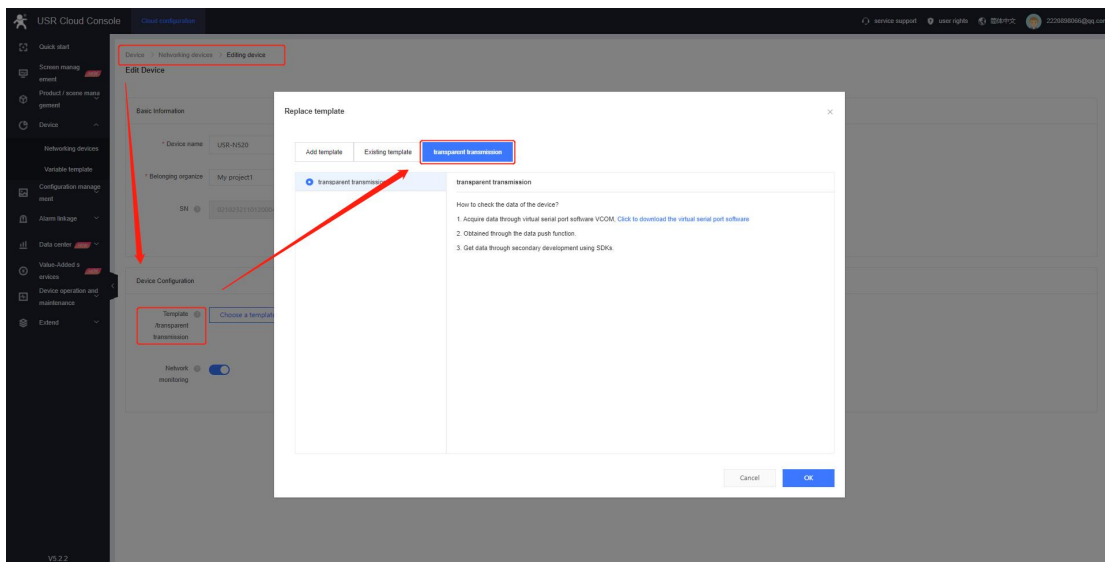 USR Cloud Console
Cloud configuration
service support
user rights
简体中文
2228898066@qq.com
Quick start
Screen manag
ement
Product / scene mana
gement
Device
Networking devices
Variable template
Configuration manage
ment
Alarm linkage
Data center
Value-Added s
ervices
Device operation and
maintenance
Extend
V5.2.2
Device > Networking devices > Editing device
Edit Device
Basic Information
* Device name
USR-N520
* Belonging organize
My project1
SN
Device Configuration
Template
/transparent
transmission
Choose a template
Network
monitoring
Replace template
Add template
Existing template
transparent transmission
transparent transmission
transparent transmission
How to check the data of the device?
1. Acquire data through virtual serial port software VCOM. Click to download the virtual serial port software
2. Obtained through the data push function.
3. Get data through secondary development using SDKs.
Cancel
OK